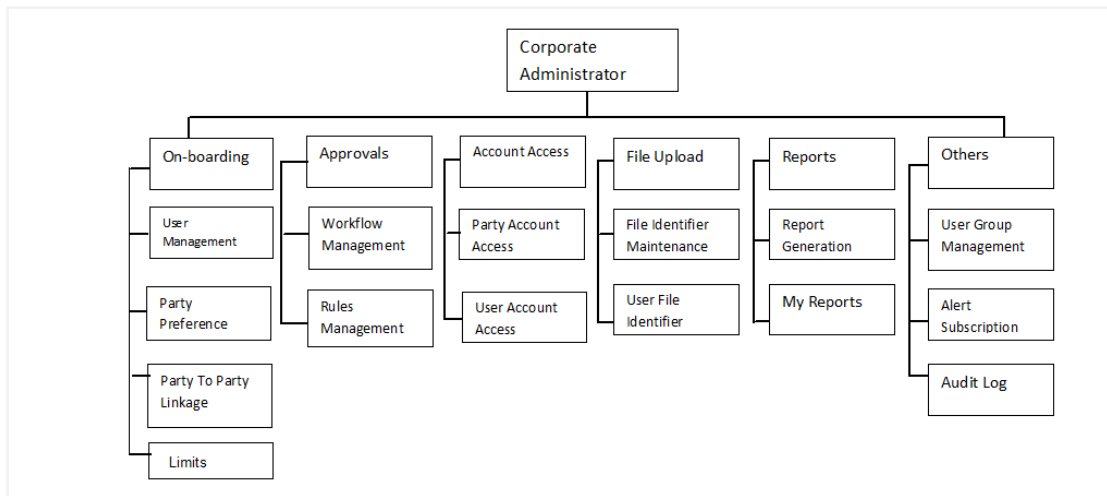 Corporate
Administrator
On-boarding
User
Management
Party
Preference
Party To Party
Linkage
Limits
Approvals
Workflow
Management
Rules
Management
Account Access
Party Account
Access
User Account
Access
File Upload
File Identifier
Maintenance
User File
Identifier
Reports
Report
Generation
My Reports
Others
User Group
Management
Alert
Subscription
Audit Log